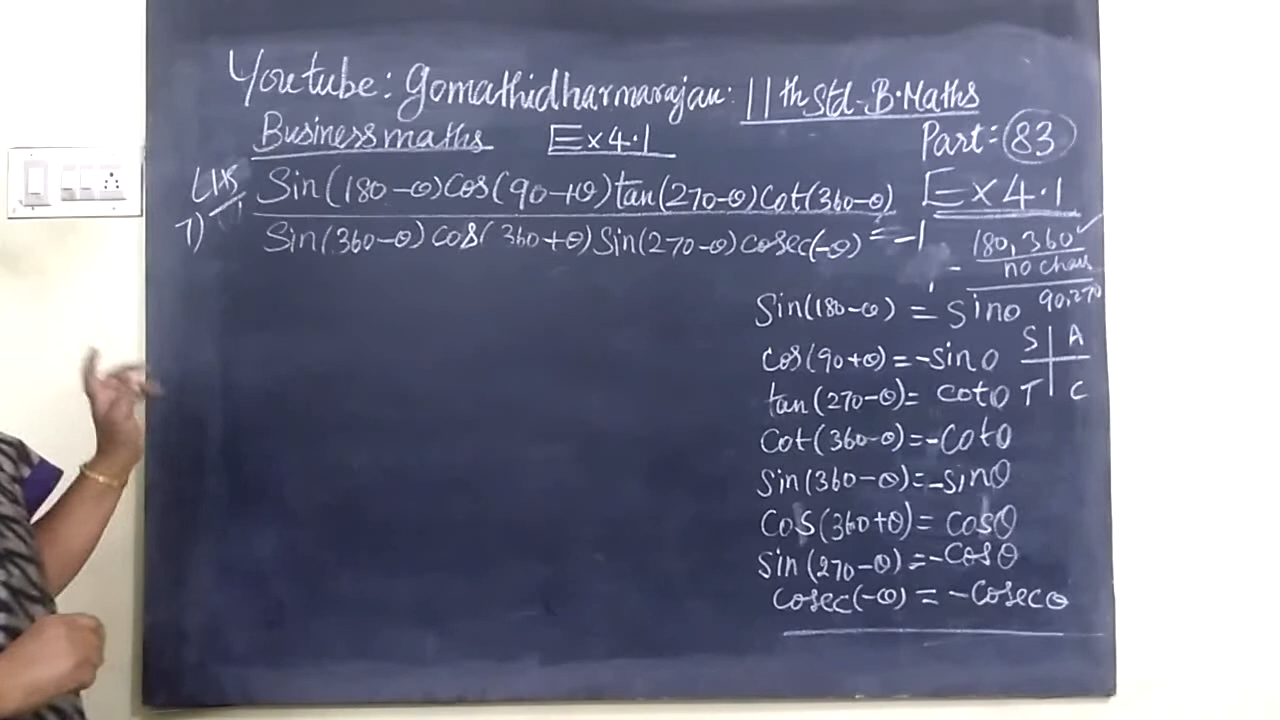 Youtube: Gomathidharmarajan: 11th Std. B.Maths
Business maths Ex 4.1 Part: 83
LHS Sin(180-θ)Cos(90+θ)tan(270-θ)Cot(360-θ) Ex 4.1
7) Sin(360-θ)cos(360+θ)Sin(270-θ)cosec(-θ) = -1
180, 360 ✓
no
90, 270
Sin(180-θ) = Sinθ
cos(90+θ) = -Sinθ S A
tan(270-θ) = cotθ T C
Cot(360-θ) = -Cotθ
Sin(360-θ) = -Sinθ
Cos(360+θ) = Cosθ
Sin(270-θ) = -Cosθ
Cosec(-θ) = -Cosecθ